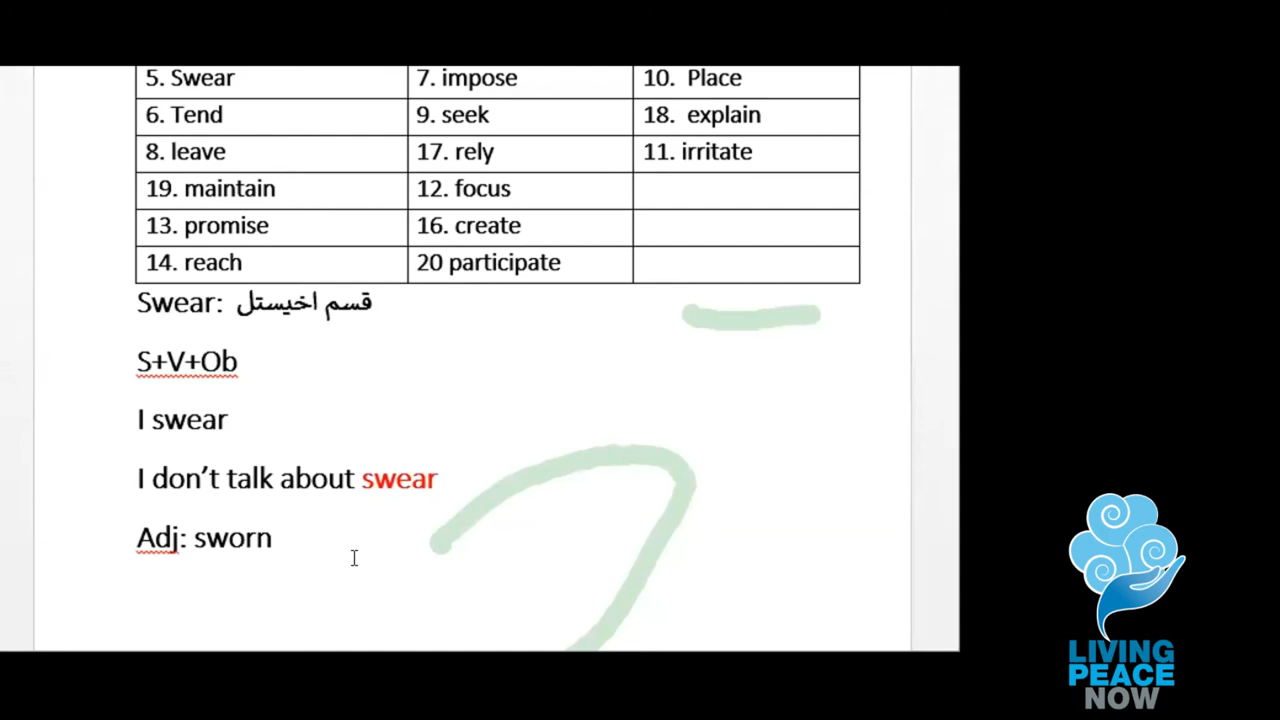 5. Swear 7. impose 10. Place
6. Tend 9. seek 18. explain
8. leave 17. rely 11. irritate
19. maintain 12. focus
13. promise 16. create
14. reach 20 participate
Swear: قسم اخیستل
S+V+Ob
I swear
I don’t talk about swear
Adj: sworn
LIVING
PEACE
NOW